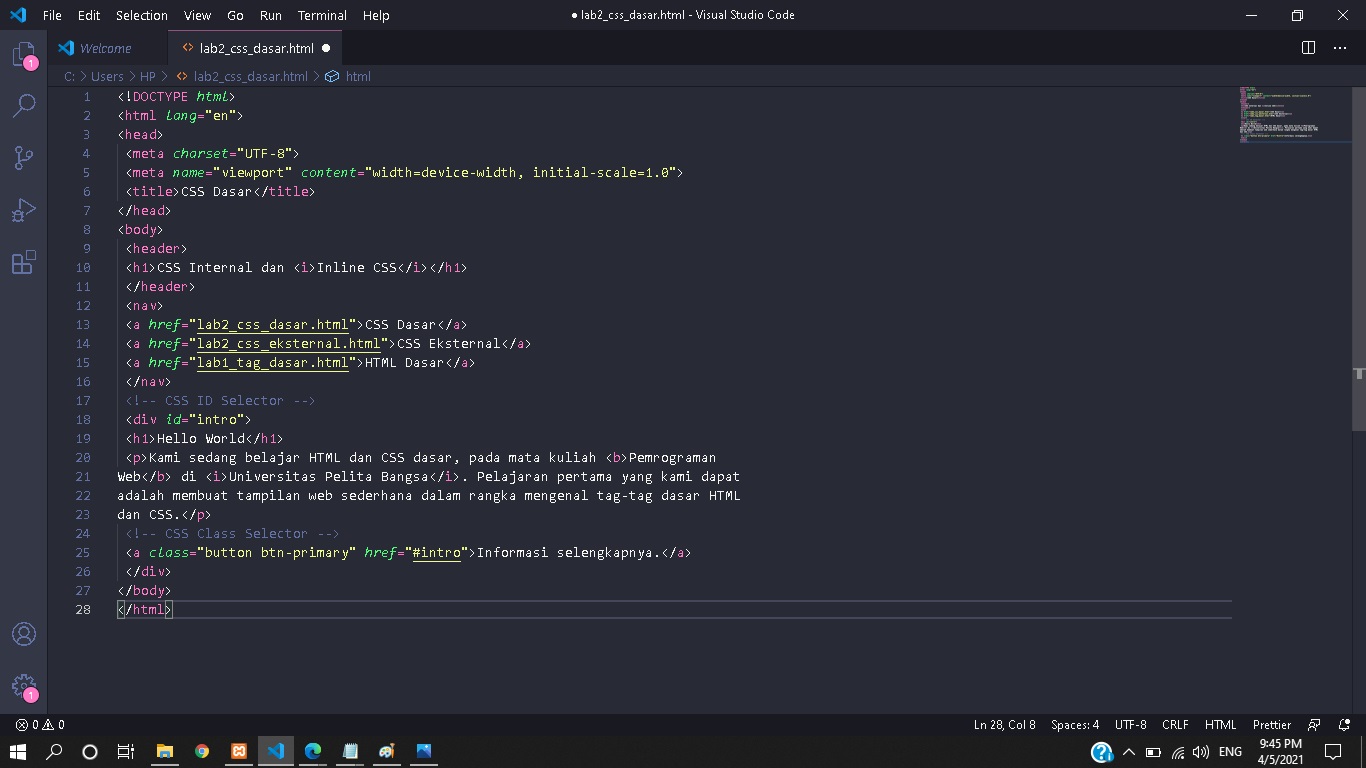 File Edit Selection View Go Run Terminal Help ● lab2_css_dasar.html - Visual Studio Code
Welcome <> lab2_css_dasar.html ●
C: > Users > HP > <> lab2_css_dasar.html > html
1 <!DOCTYPE html>
2 <html lang="en">
3 <head>
4 <meta charset="UTF-8">
5 <meta name="viewport" content="width=device-width, initial-scale=1.0">
6 <title>CSS Dasar</title>
7 </head>
8 <body>
9 <header>
10 <h1>CSS Internal dan <i>Inline CSS</i></h1>
11 </header>
12 <nav>
13 <a href="lab2_css_dasar.html">CSS Dasar</a>
14 <a href="lab2_css_eksternal.html">CSS Eksternal</a>
15 <a href="lab1_tag_dasar.html">HTML Dasar</a>
16 </nav>
17 <!-- CSS ID Selector -->
18 <div id="intro">
19 <h1>Hello World</h1>
20 <p>Kami sedang belajar HTML dan CSS dasar, pada mata kuliah <b>Pemrograman
21 Web</b> di <i>Universitas Pelita Bangsa</i>. Pelajaran pertama yang kami dapat
22 adalah membuat tampilan web sederhana dalam rangka mengenal tag-tag dasar HTML
23 dan CSS.</p>
24 <!-- CSS Class Selector -->
25 <a class="button btn-primary" href="#intro">Informasi selengkapnya.</a>
26 </div>
27 </body>
28 </html>
1
1
0 0 Ln 28, Col 8 Spaces: 4 UTF-8 CRLF HTML Prettier
ENG 9:45 PM
4/5/2021